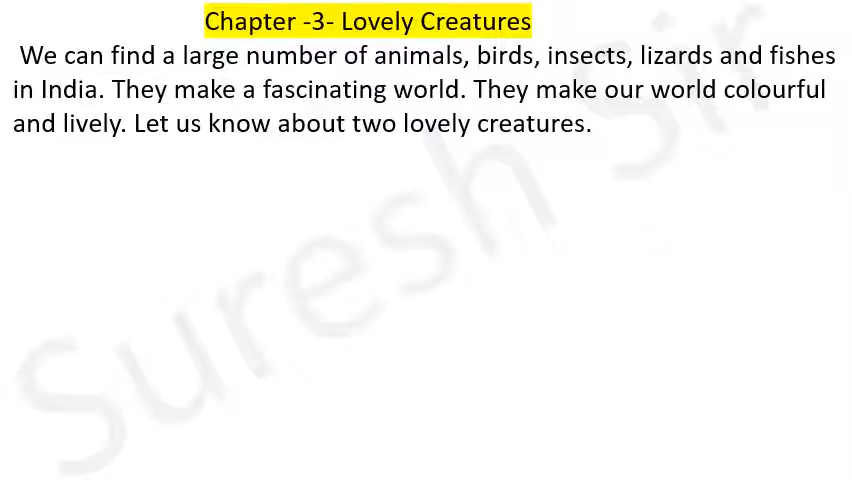 Chapter -3- Lovely Creatures
We can find a large number of animals, birds, insects, lizards and fishes
in India. They make a fascinating world. They make our world colourful
and lively. Let us know about two lovely creatures.
Suresh Sir